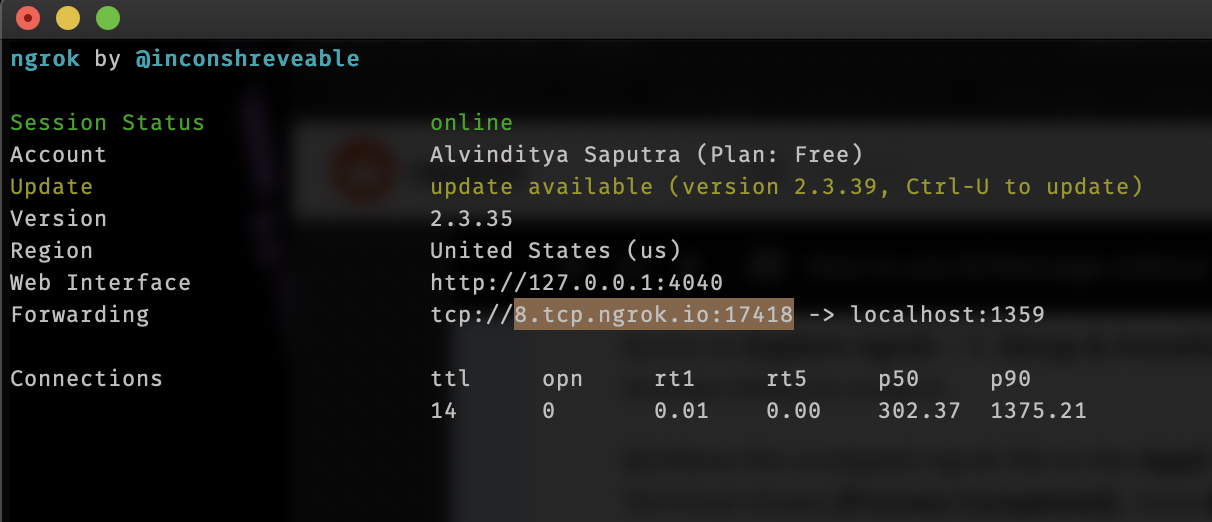 ngrok by @inconshreveable
Session Status online
Account Alvinditya Saputra (Plan: Free)
Update update available (version 2.3.39, Ctrl-U to update)
Version 2.3.35
Region United States (us)
Web Interface http://127.0.0.1:4040
Forwarding tcp://8.tcp.ngrok.io:17418 -> localhost:1359
Connections ttl opn rt1 rt5 p50 p90
14 0 0.01 0.00 302.37 1375.21